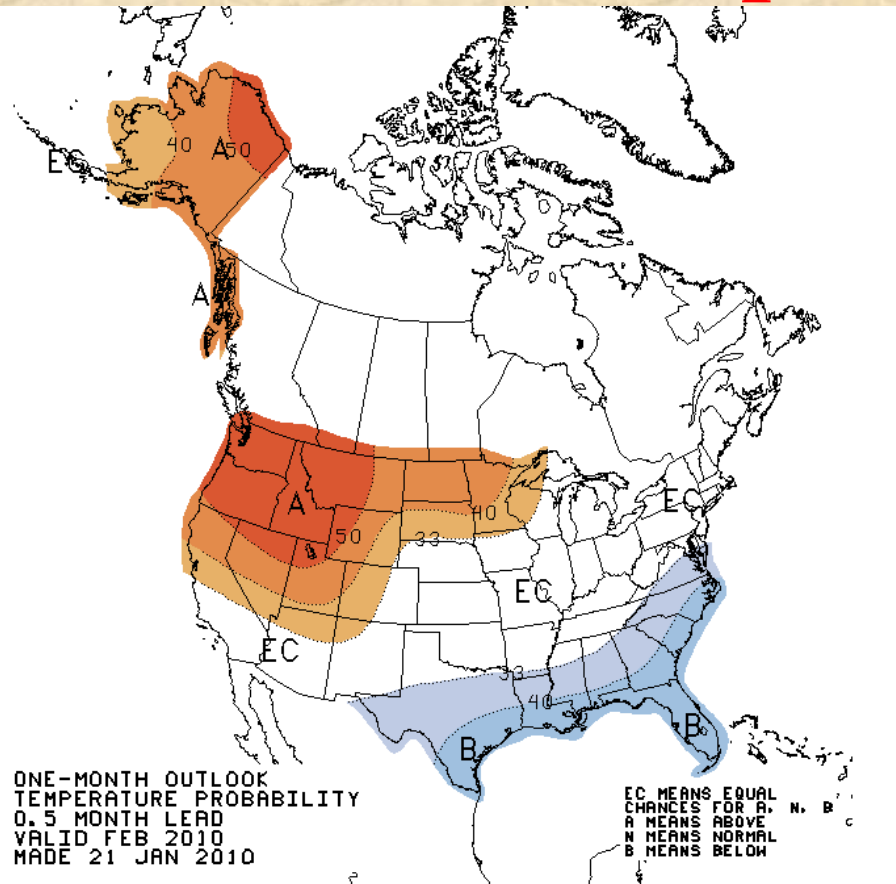 EC
40
A
50
A
A
50
40
33
EC
EC
EC
33
40
B
B
ONE-MONTH OUTLOOK
TEMPERATURE PROBABILITY
0.5 MONTH LEAD
VALID FEB 2010
MADE 21 JAN 2010
EC MEANS EQUAL
CHANCES FOR A, N, B
A MEANS ABOVE
N MEANS NORMAL
B MEANS BELOW